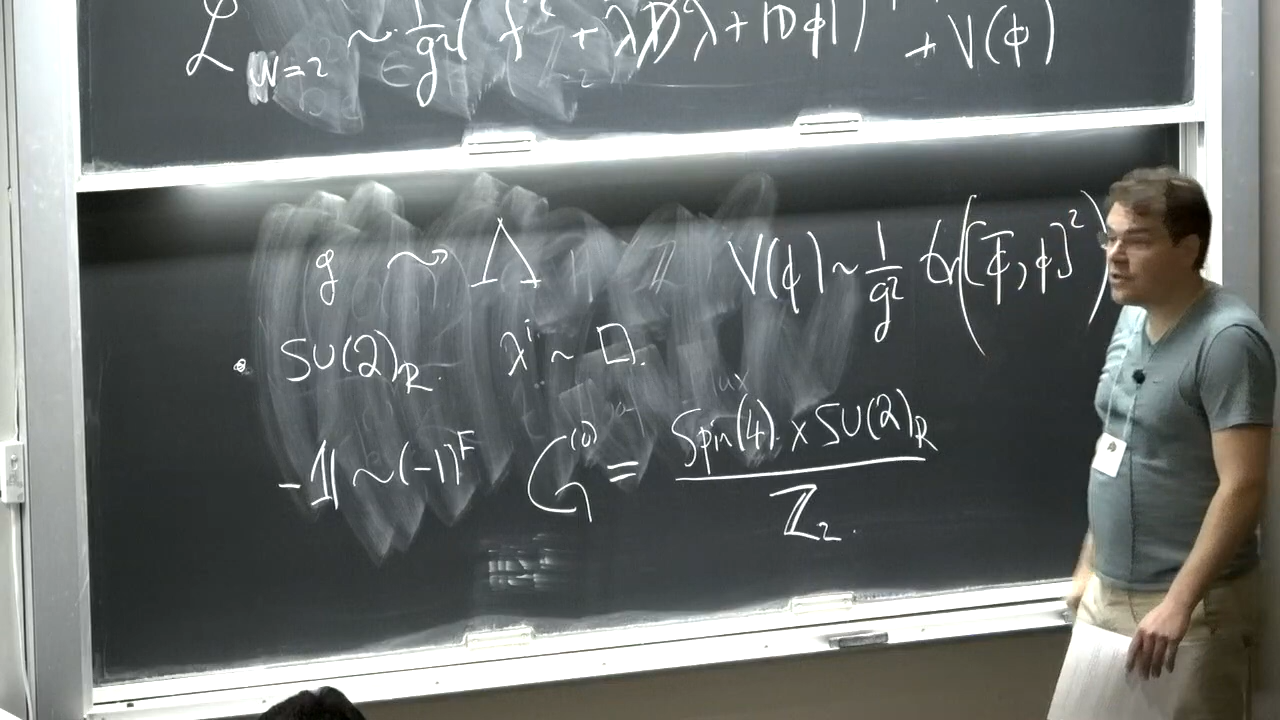 ℒ_{𝒩=2} ~ 1/g² ( f² + λ̄D̸λ + |Dϕ|² ) + V(ϕ)
g ⇝ Λ V(ϕ) ~ 1/g² tr([ϕ̄, ϕ]²)
• SU(2)_R. λ^i ~ □.
-𝟙 ~ (-1)^F G^{(0)} = Spin(4) × SU(2)_R / ℤ₂.